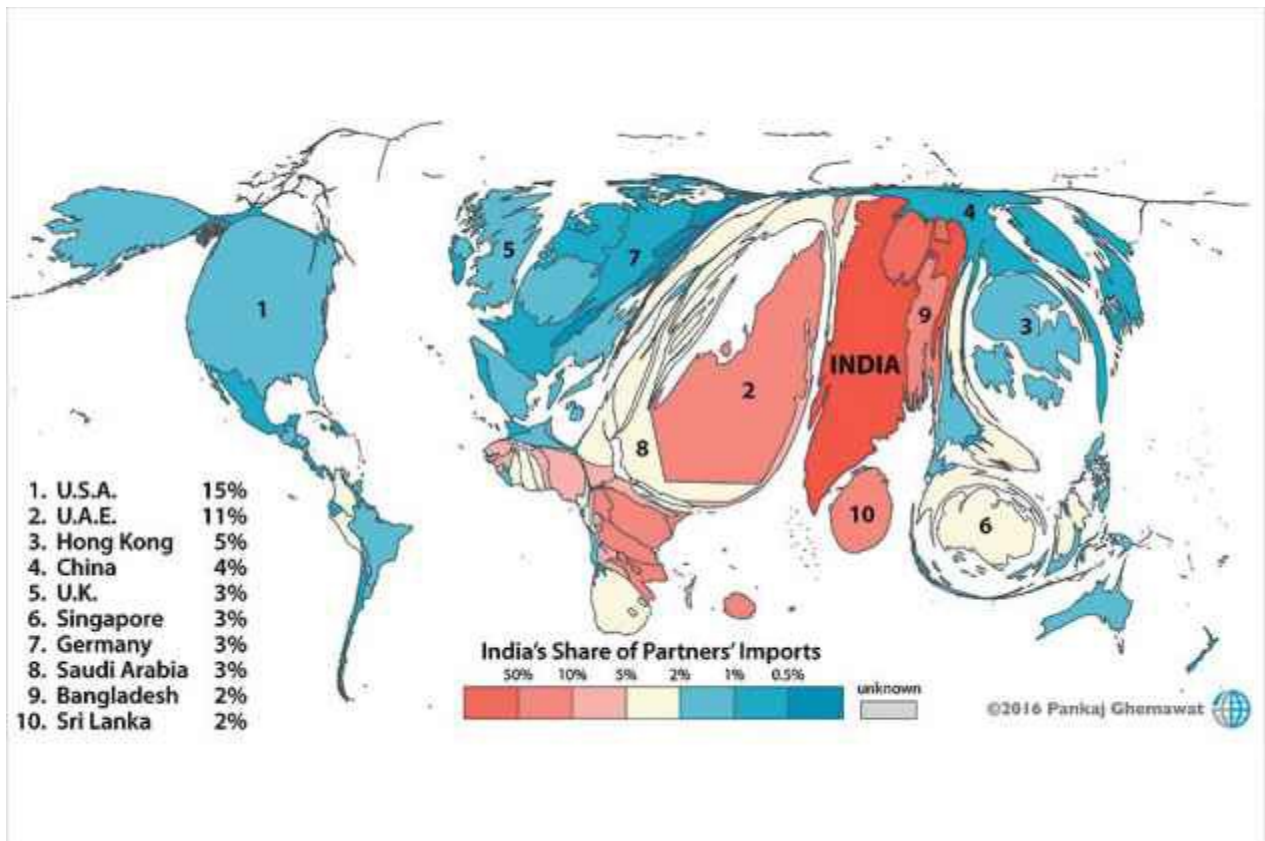 1
2
3
4
5
6
7
8
9
10
INDIA
1. U.S.A. 15%
2. U.A.E. 11%
3. Hong Kong 5%
4. China 4%
5. U.K. 3%
6. Singapore 3%
7. Germany 3%
8. Saudi Arabia 3%
9. Bangladesh 2%
10. Sri Lanka 2%
India's Share of Partners' Imports
50% 10% 5% 2% 1% 0.5%
unknown
©2016 Pankaj Ghemawat